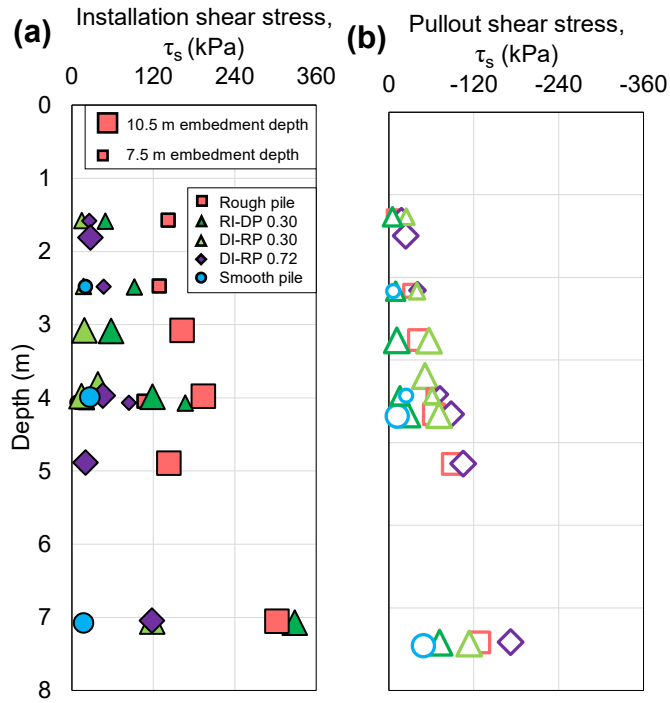 (a)
Installation shear stress,
τs (kPa)
0 120 240 360
(b)
Pullout shear stress,
τs (kPa)
0 -120 -240 -360
Depth (m)
0
1
2
3
4
5
6
7
8
10.5 m embedment depth
7.5 m embedment depth
Rough pile
RI-DP 0.30
DI-RP 0.30
DI-RP 0.72
Smooth pile